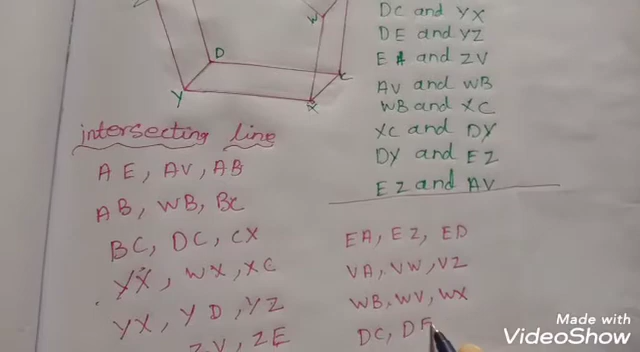 W
D
C
Y
X
DC and YX
DE and YZ
EA and ZV
AV and WB
WB and XC
XC and DY
DY and EZ
EZ and AV
intersecting line
AE, AV, AB
AB, WB, BC
BC, DC, CX
YX, WX, XC
YX, YD, YZ
ZV, ZE
EA, EZ, ED
VA, VW, VZ
WB, WV, WX
DC, DE
Made with
VideoShow